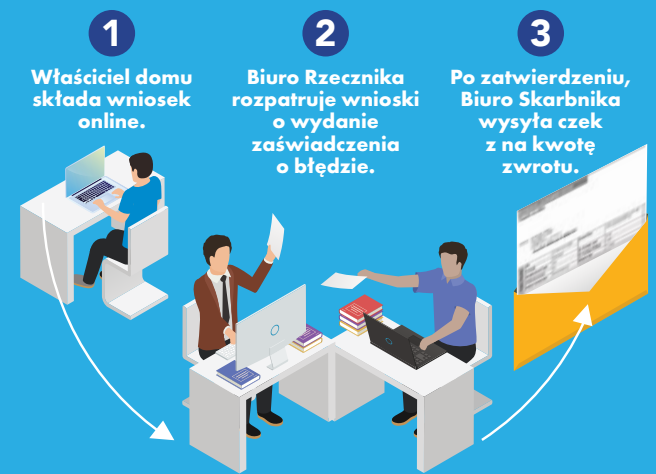 1
Właściciel domu
składa wniosek
online.
2
Biuro Rzecznika
rozpatruje wnioski
o wydanie
zaświadczenia
o błędzie.
3
Po zatwierdzeniu,
Biuro Skarbnika
wysyła czek
z na kwotę
zwrotu.